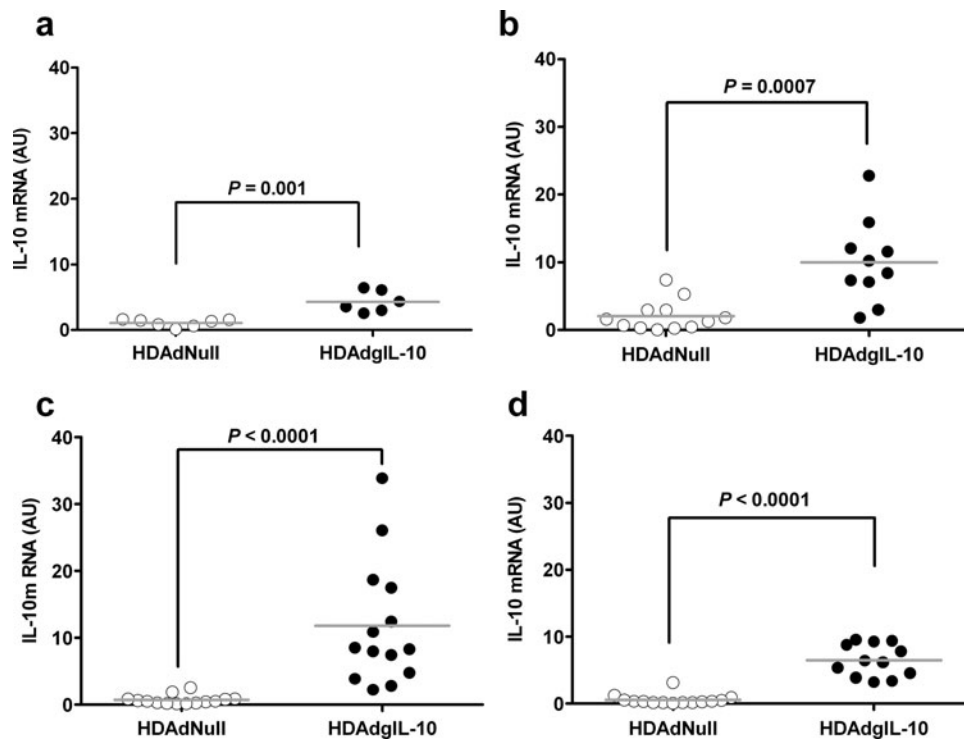 a
40
30
20
10
0
IL-10 mRNA (AU)
P = 0.001
HDAdNull
HDAdgIL-10
b
40
30
20
10
0
IL-10 mRNA (AU)
P = 0.0007
HDAdNull
HDAdgIL-10
c
40
30
20
10
0
IL-10m RNA (AU)
P < 0.0001
HDAdNull
HDAdgIL-10
d
40
30
20
10
0
IL-10 mRNA (AU)
P < 0.0001
HDAdNull
HDAdgIL-10